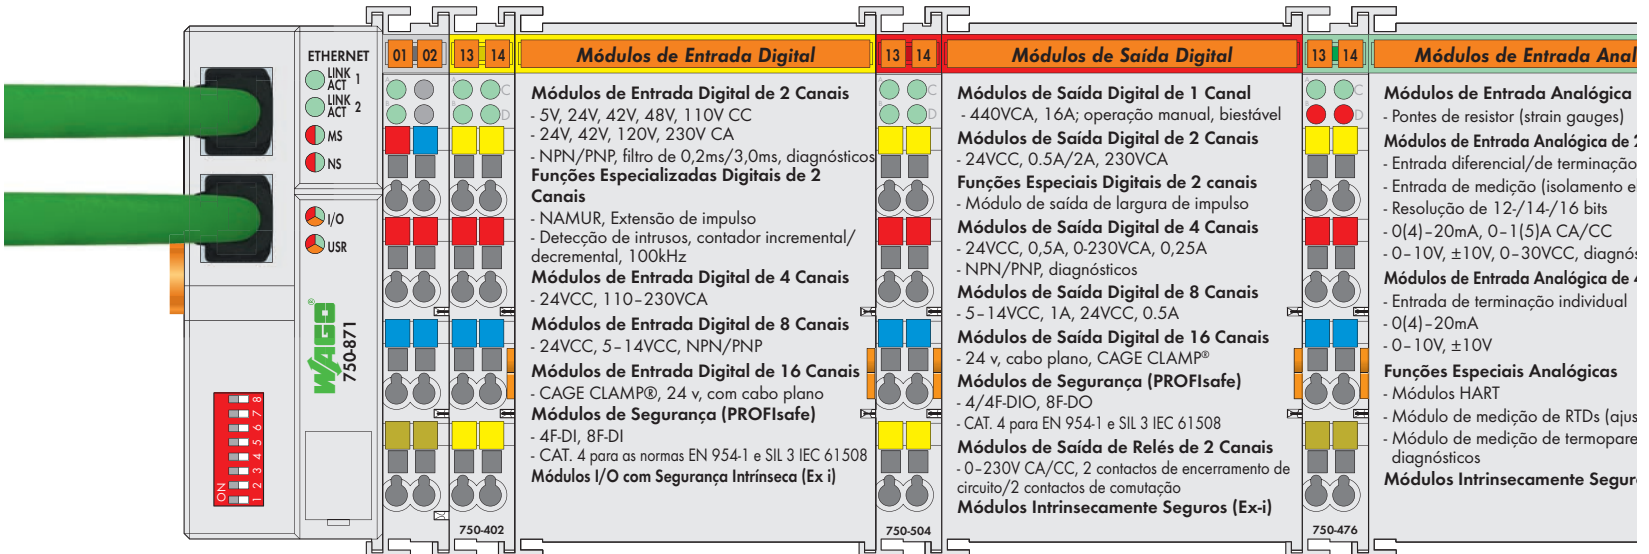 ETHERNET
LINK 1
ACT
LINK 2
ACT
MS
NS
I/O
USR
WAGO®
750-871
ON
1 2 3 4 5 6 7 8
01 02
13 14
A C
B D
750-402
Módulos de Entrada Digital
Módulos de Entrada Digital de 2 Canais
- 5V, 24V, 42V, 48V, 110V CC
- 24V, 42V, 120V, 230V CA
- NPN/PNP, filtro de 0,2ms/3,0ms, diagnósticos
Funções Especializadas Digitais de 2
Canais
- NAMUR, Extensão de impulso
- Detecção de intrusos, contador incremental/
decremental, 100kHz
Módulos de Entrada Digital de 4 Canais
- 24VCC, 110–230VCA
Módulos de Entrada Digital de 8 Canais
- 24VCC, 5–14VCC, NPN/PNP
Módulos de Entrada Digital de 16 Canais
- CAGE CLAMP®, 24 v, com cabo plano
Módulos de Segurança (PROFIsafe)
- 4F-DI, 8F-DI
- CAT. 4 para as normas EN 954-1 e SIL 3 IEC 61508
Módulos I/O com Segurança Intrínseca (Ex i)
13 14
A C
B D
750-504
Módulos de Saída Digital
Módulos de Saída Digital de 1 Canal
- 440VCA, 16A; operação manual, biestável
Módulos de Saída Digital de 2 Canais
- 24VCC, 0.5A/2A, 230VCA
Funções Especiais Digitais de 2 canais
- Módulo de saída de largura de impulso
Módulos de Saída Digital de 4 Canais
- 24VCC, 0,5A, 0-230VCA, 0,25A
- NPN/PNP, diagnósticos
Módulos de Saída Digital de 8 Canais
- 5–14VCC, 1A, 24VCC, 0.5A
Módulos de Saída Digital de 16 Canais
- 24 v, cabo plano, CAGE CLAMP®
Módulos de Segurança (PROFIsafe)
- 4/4F-DIO, 8F-DO
- CAT. 4 para EN 954-1 e SIL 3 IEC 61508
Módulos de Saída de Relés de 2 Canais
- 0–230V CA/CC, 2 contactos de encerramento de
circuito/2 contactos de comutação
Módulos Intrinsecamente Seguros (Ex-i)
13 14
A C
B D
750-476
Módulos de Entrada Anal
Módulos de Entrada Analógica
- Pontes de resistor (strain gauges)
Módulos de Entrada Analógica de 2
- Entrada diferencial/de terminação
- Entrada de medição (isolamento e
- Resolução de 12-/14-/16 bits
- 0(4)–20mA, 0–1(5)A CA/CC
- 0–10V, ±10V, 0–30VCC, diagnós
Módulos de Entrada Analógica de 4
- Entrada de terminação individual
- 0(4)–20mA
- 0–10V, ±10V
Funções Especiais Analógicas
- Módulos HART
- Módulo de medição de RTDs (ajus
- Módulo de medição de termopare
diagnósticos
Módulos Intrinsecamente Segur